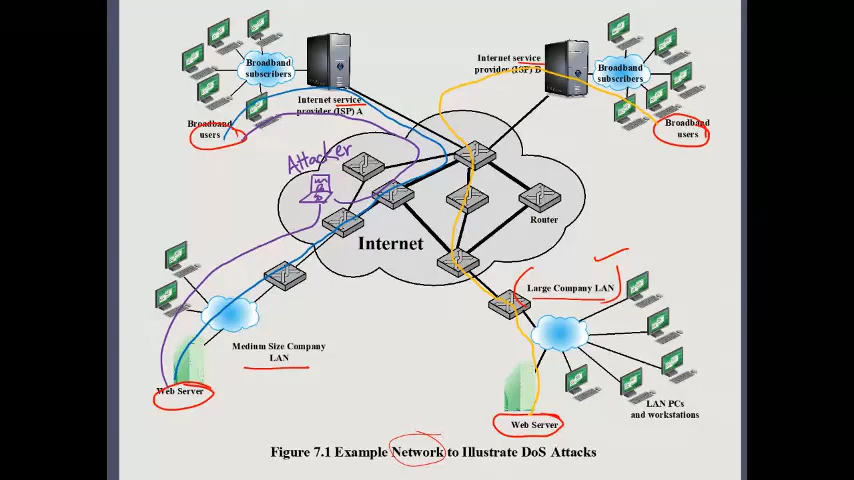 Broadband
subscribers
Internet service
provider (ISP) A
Broadband
users
Internet service
provider (ISP) B
Broadband
subscribers
Broadband
users
Attacker
Router
Internet
Large Company LAN
Medium Size Company
LAN
Web Server
Web Server
LAN PCs
and workstations
Figure 7.1 Example Network to Illustrate DoS Attacks